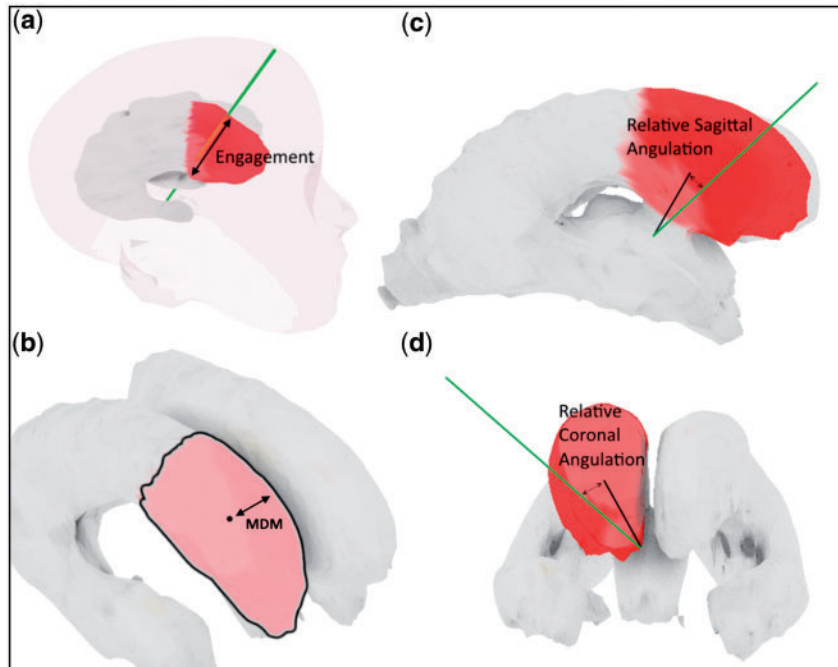 (a)
Engagement
(b)
MDM
(c)
Relative Sagittal
Angulation
(d)
Relative
Coronal
Angulation